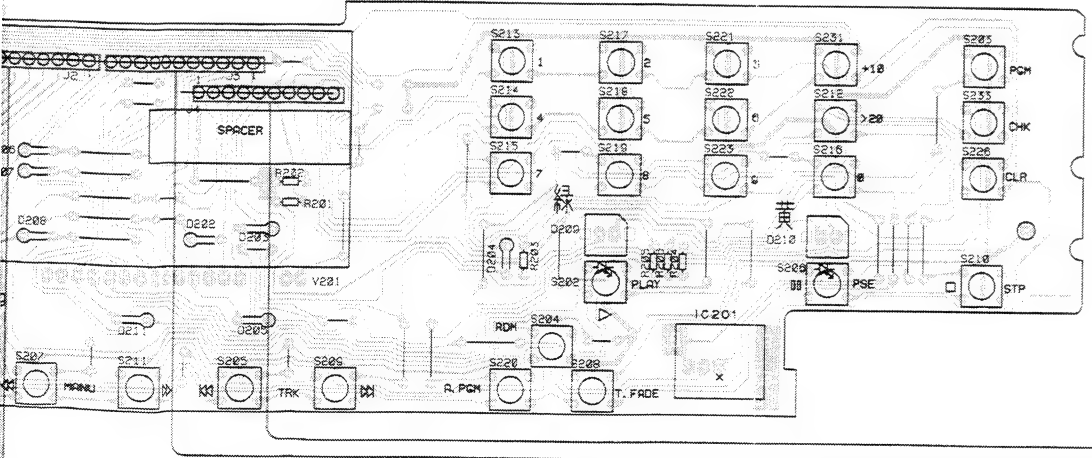 S213 S217 S221 S231 S203
1 2 3 +10 PGM
J2 J3
S214 S218 S222 S212 S233
SPACER
4 5 6 >20 CHK
S215 S219 S223 S216 S226
7 8 9 0 CLR
R202
R201
緑 黄
D208 D202 D203 D209 D210
D204 R203
S202 PLAY PSE S210 STP
V201
D211 D205 RDM S204 IC201
S207 S211 S205 S209 S220 S208
MANU TRK A.PGM T.FADE